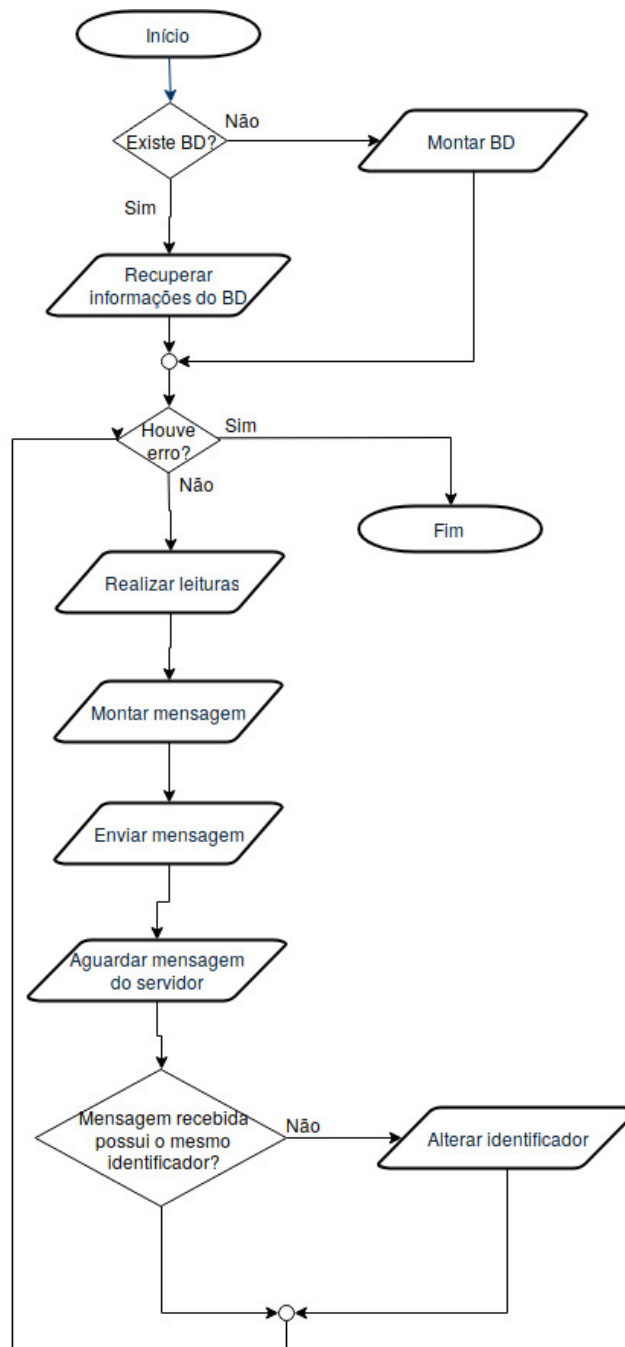 Início
Não
Existe BD?
Montar BD
Sim
Recuperar
informações do BD
Houve
erro?
Sim
Não
Fim
Realizar leituras
Montar mensagem
Enviar mensagem
Aguardar mensagem
do servidor
Mensagem recebida
possui o mesmo
identificador?
Não
Alterar identificador